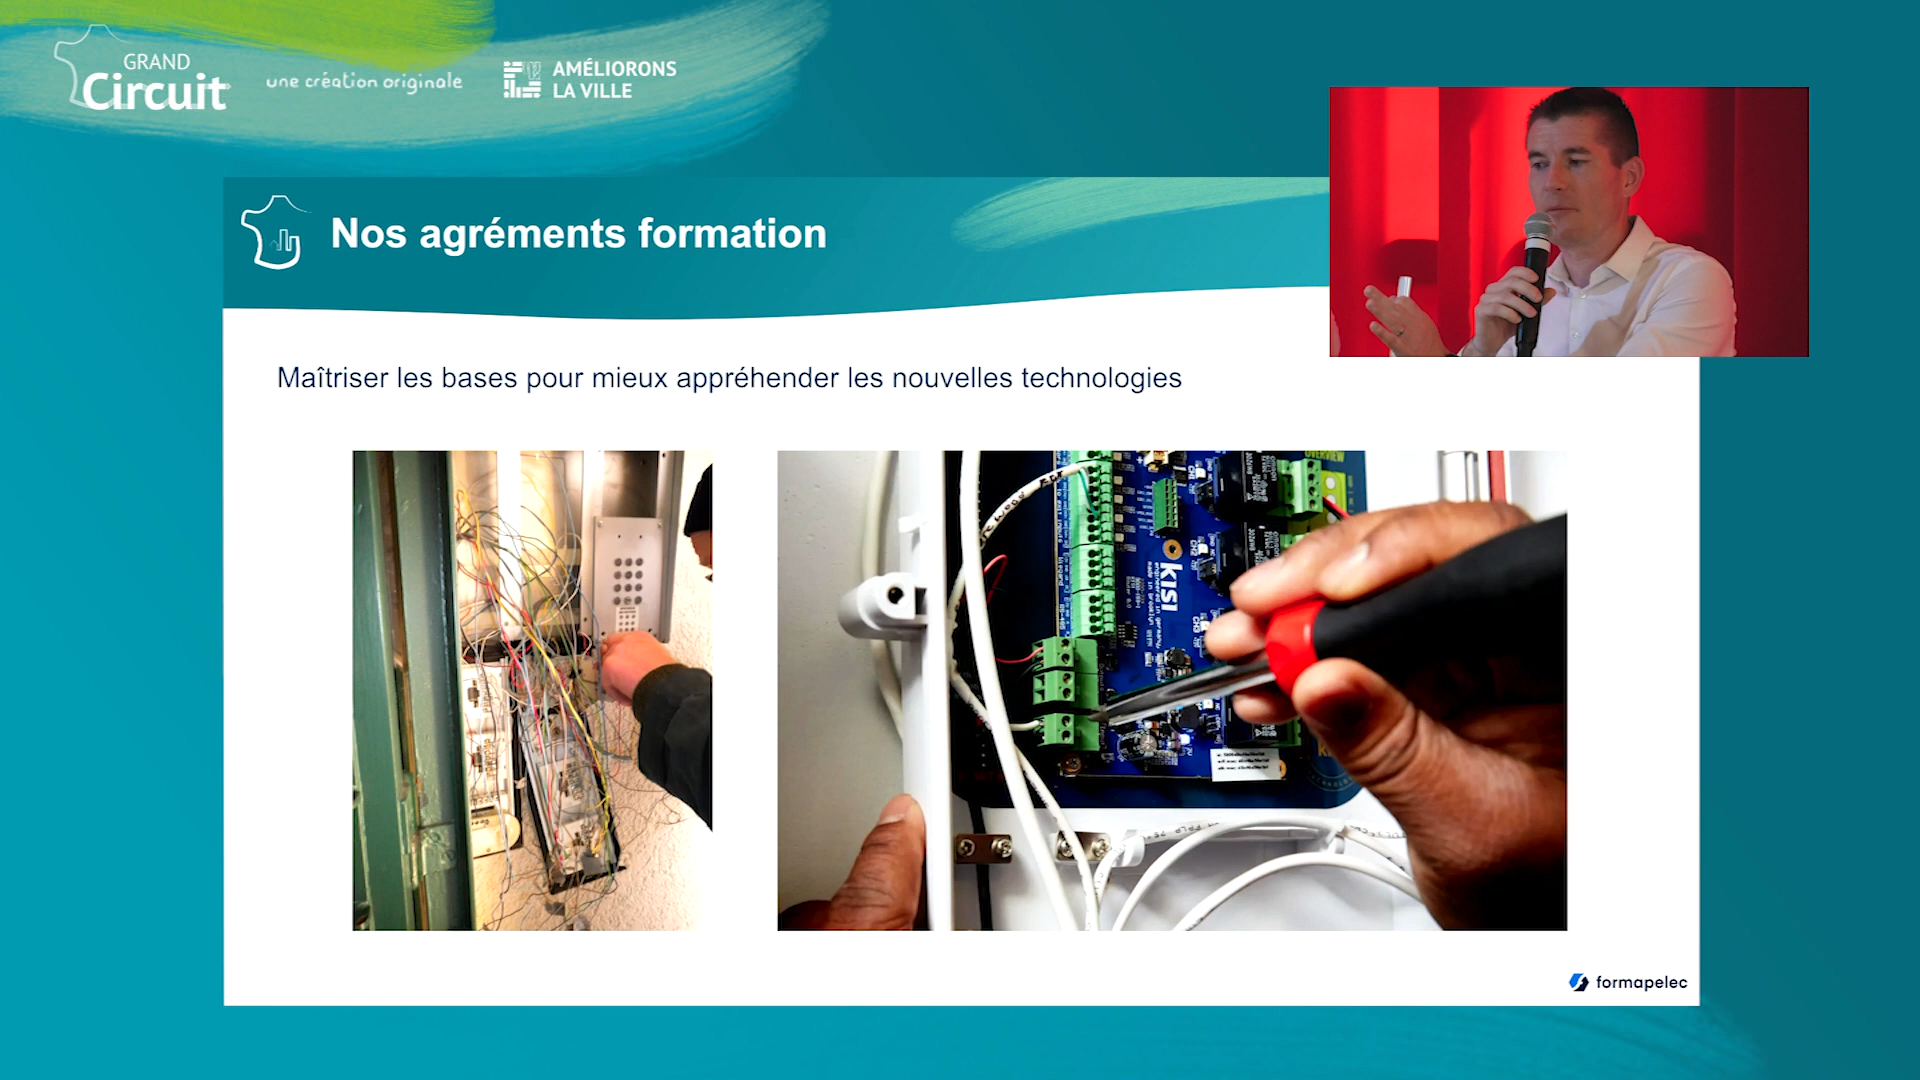 GRAND
Circuit
une création originale
AMÉLIORONS
LA VILLE
Nos agréments formation
Maîtriser les bases pour mieux appréhender les nouvelles technologies
OVERVIEW
KISI
formapelec